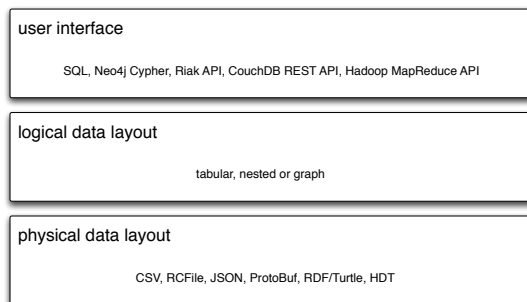 user interface
SQL, Neo4j Cypher, Riak API, CouchDB REST API, Hadoop MapReduce API
logical data layout
tabular, nested or graph
physical data layout
CSV, RCFile, JSON, ProtoBuf, RDF/Turtle, HDT